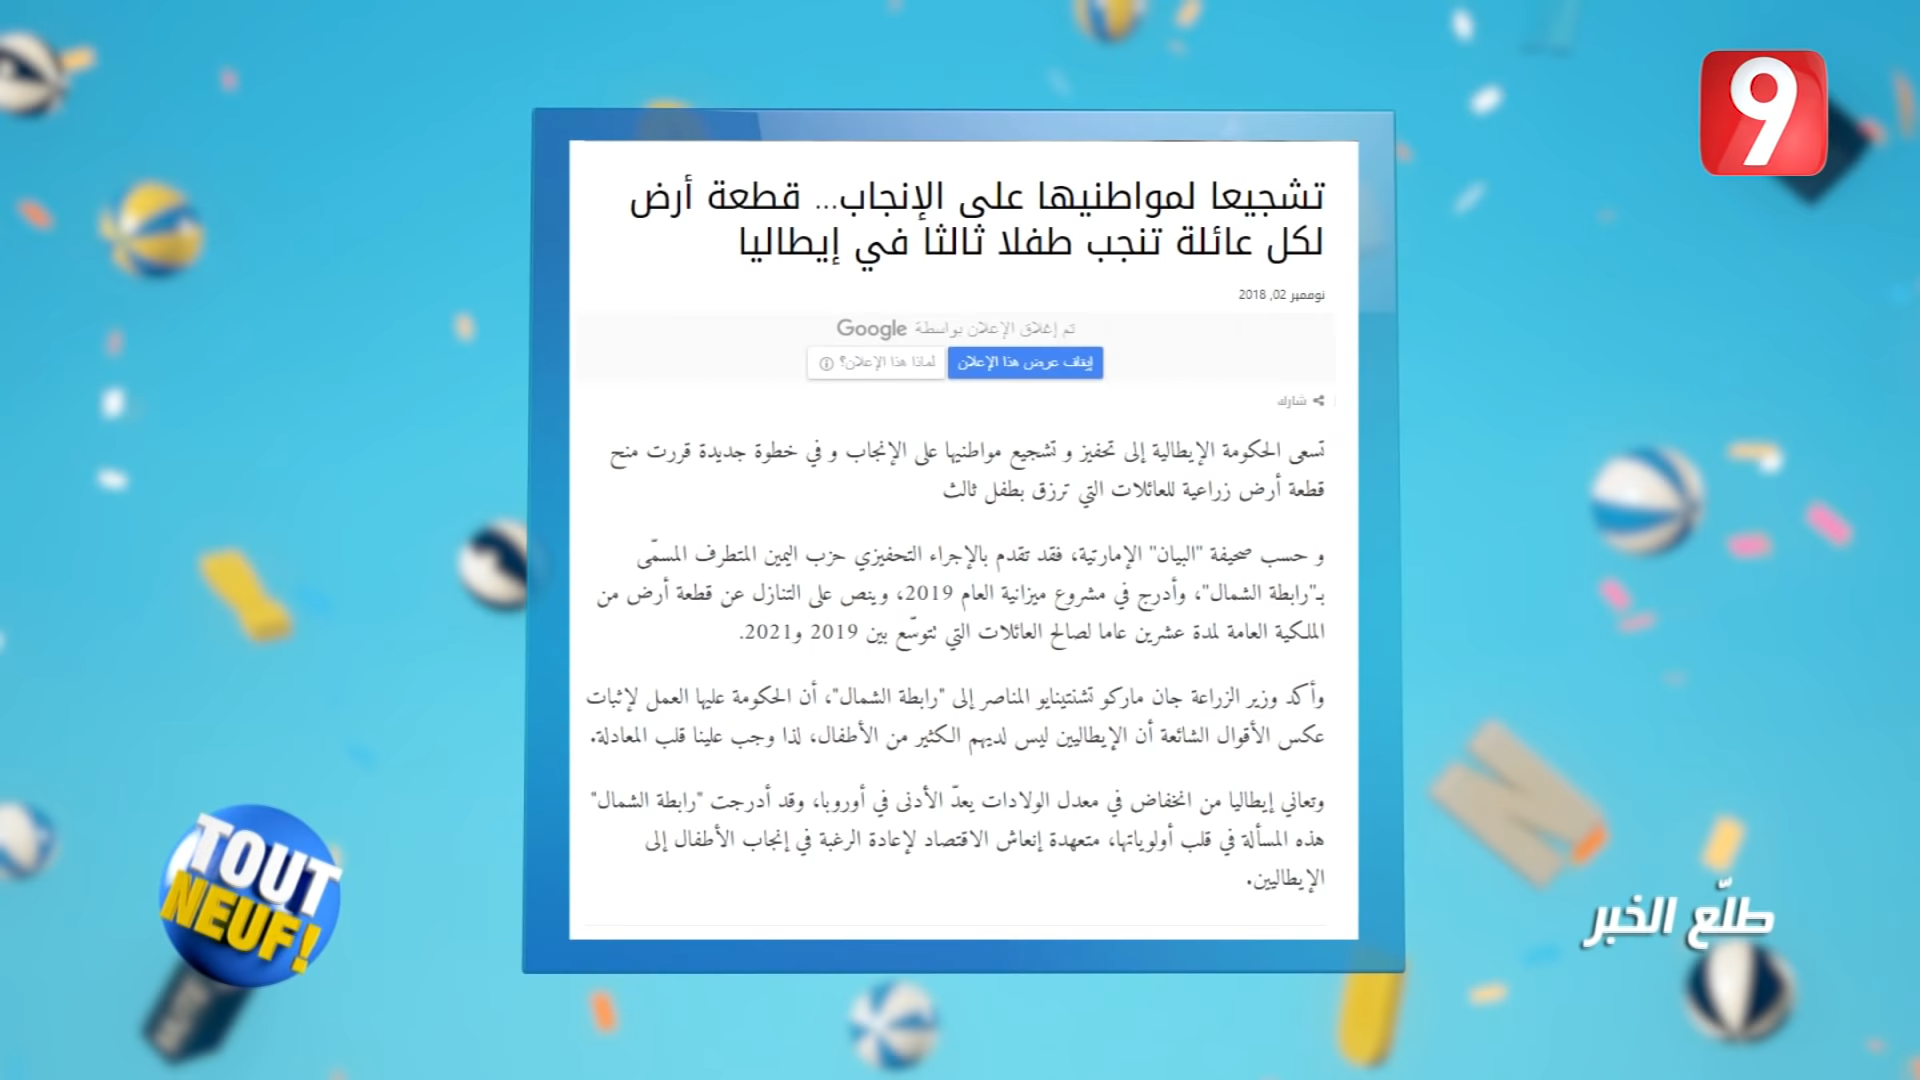 9
تشجيعا لمواطنيها على الإنجاب... قطعة أرض
لكل عائلة تنجب طفلا ثالثا في إيطاليا
نوفمبر 02, 2018
تم إغلاق الإعلان بواسطة Google
إيقاف عرض هذا الإعلان
لماذا هذا الإعلان؟
شارك
تسعى الحكومة الإيطالية إلى تحفيز و تشجيع مواطنيها على الإنجاب و في خطوة جديدة قررت منح
قطعة أرض زراعية للعائلات التي ترزق بطفل ثالث
و حسب صحيفة "البيان" الإمارتية، فقد تقدم بالإجراء التحفيزي حزب اليمين المتطرف المسمّى
بـ"رابطة الشمال"، وأدرج في مشروع ميزانية العام 2019، وينص على التنازل عن قطعة أرض من
الملكية العامة لمدة عشرين عاما لصالح العائلات التي تتوسّع بين 2019 و2021.
وأكد وزير الزراعة جان ماركو تشنتينايو المناصر إلى "رابطة الشمال"، أن الحكومة عليها العمل لإثبات
عكس الأقوال الشائعة أن الإيطاليين ليس لديهم الكثير من الأطفال، لذا وجب علينا قلب المعادلة.
وتعاني إيطاليا من انخفاض في معدل الولادات يعدّ الأدنى في أوروبا، وقد أدرجت "رابطة الشمال"
هذه المسألة في قلب أولوياتها، متعهدة إنعاش الاقتصاد لإعادة الرغبة في إنجاب الأطفال إلى
الإيطاليين.
TOUT
NEUF!
طلّع الخبر